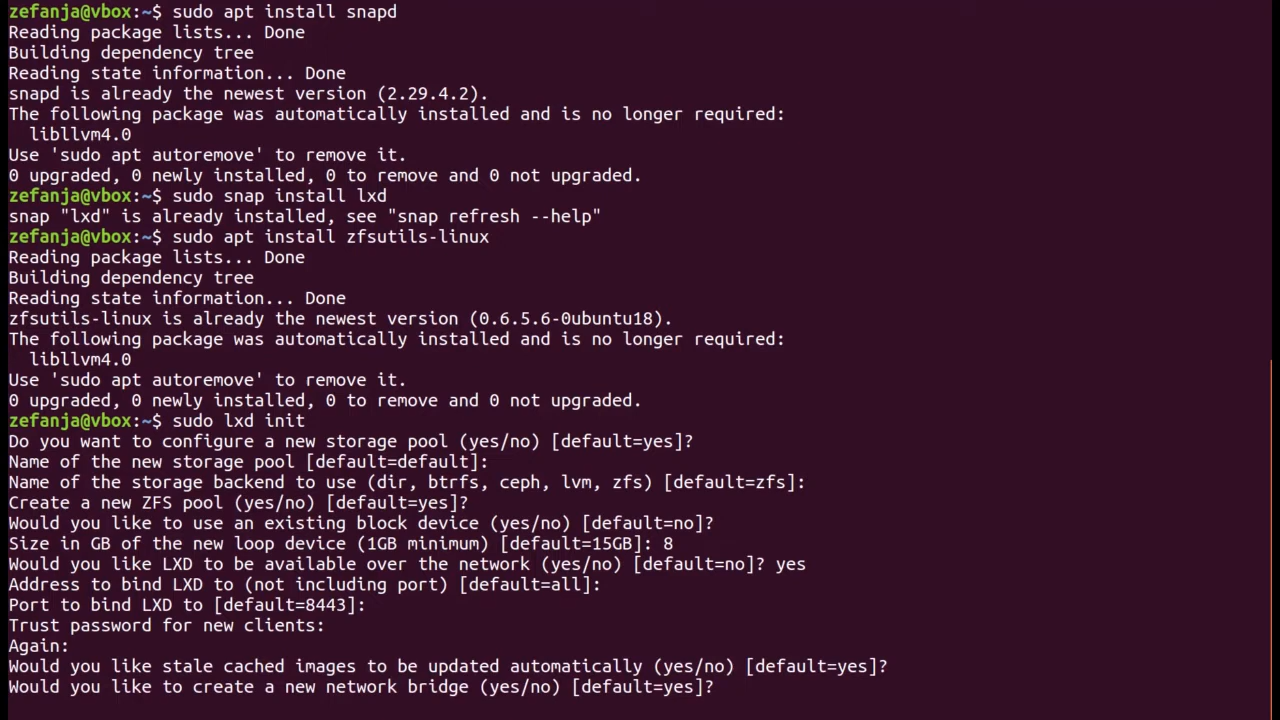 zefanja@vbox:~$ sudo apt install snapd
Reading package lists... Done
Building dependency tree
Reading state information... Done
snapd is already the newest version (2.29.4.2).
The following package was automatically installed and is no longer required:
  libllvm4.0
Use 'sudo apt autoremove' to remove it.
0 upgraded, 0 newly installed, 0 to remove and 0 not upgraded.
zefanja@vbox:~$ sudo snap install lxd
snap "lxd" is already installed, see "snap refresh --help"
zefanja@vbox:~$ sudo apt install zfsutils-linux
Reading package lists... Done
Building dependency tree
Reading state information... Done
zfsutils-linux is already the newest version (0.6.5.6-0ubuntu18).
The following package was automatically installed and is no longer required:
  libllvm4.0
Use 'sudo apt autoremove' to remove it.
0 upgraded, 0 newly installed, 0 to remove and 0 not upgraded.
zefanja@vbox:~$ sudo lxd init
Do you want to configure a new storage pool (yes/no) [default=yes]?
Name of the new storage pool [default=default]:
Name of the storage backend to use (dir, btrfs, ceph, lvm, zfs) [default=zfs]:
Create a new ZFS pool (yes/no) [default=yes]?
Would you like to use an existing block device (yes/no) [default=no]?
Size in GB of the new loop device (1GB minimum) [default=15GB]: 8
Would you like LXD to be available over the network (yes/no) [default=no]? yes
Address to bind LXD to (not including port) [default=all]:
Port to bind LXD to [default=8443]:
Trust password for new clients:
Again:
Would you like stale cached images to be updated automatically (yes/no) [default=yes]?
Would you like to create a new network bridge (yes/no) [default=yes]?